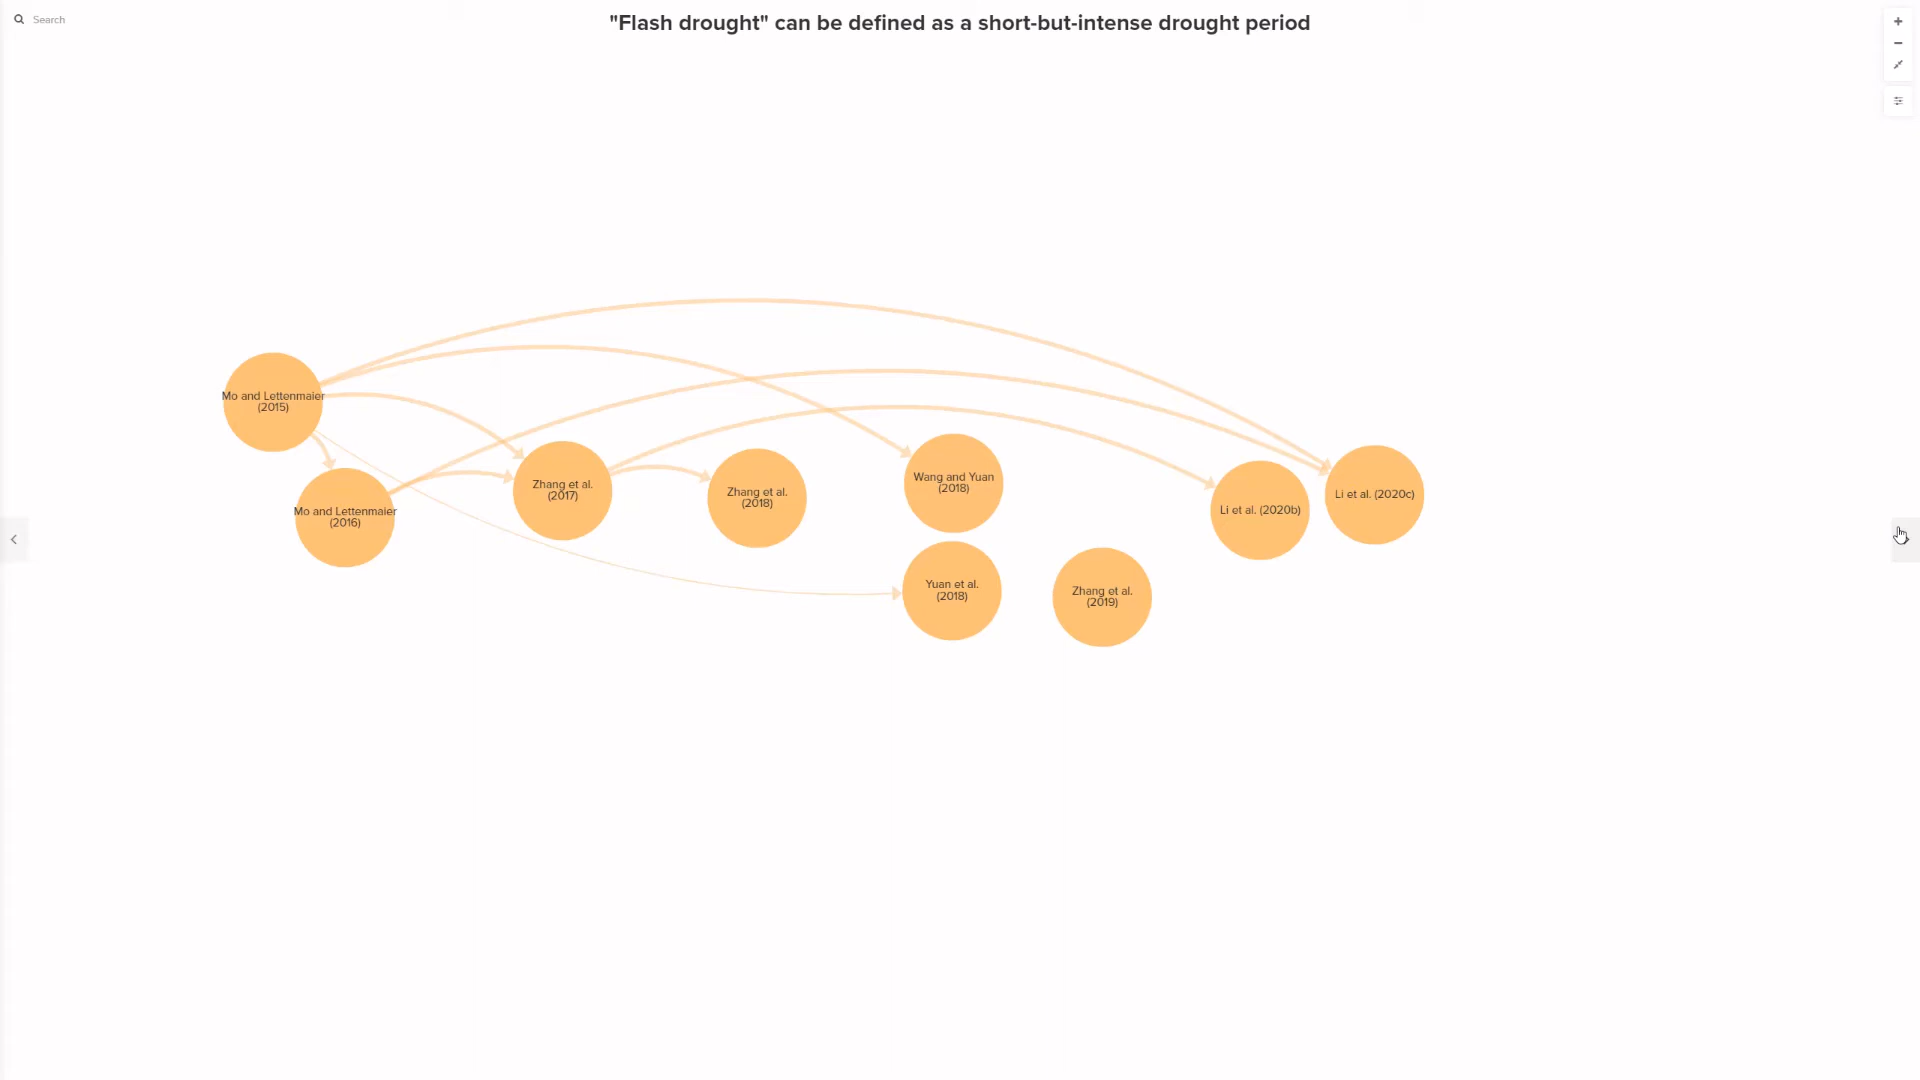 Search
"Flash drought" can be defined as a short-but-intense drought period
Mo and Lettenmaier
(2015)
Mo and Lettenmaier
(2016)
Zhang et al.
(2017)
Zhang et al.
(2018)
Wang and Yuan
(2018)
Yuan et al.
(2018)
Zhang et al.
(2019)
Li et al. (2020b)
Li et al. (2020c)